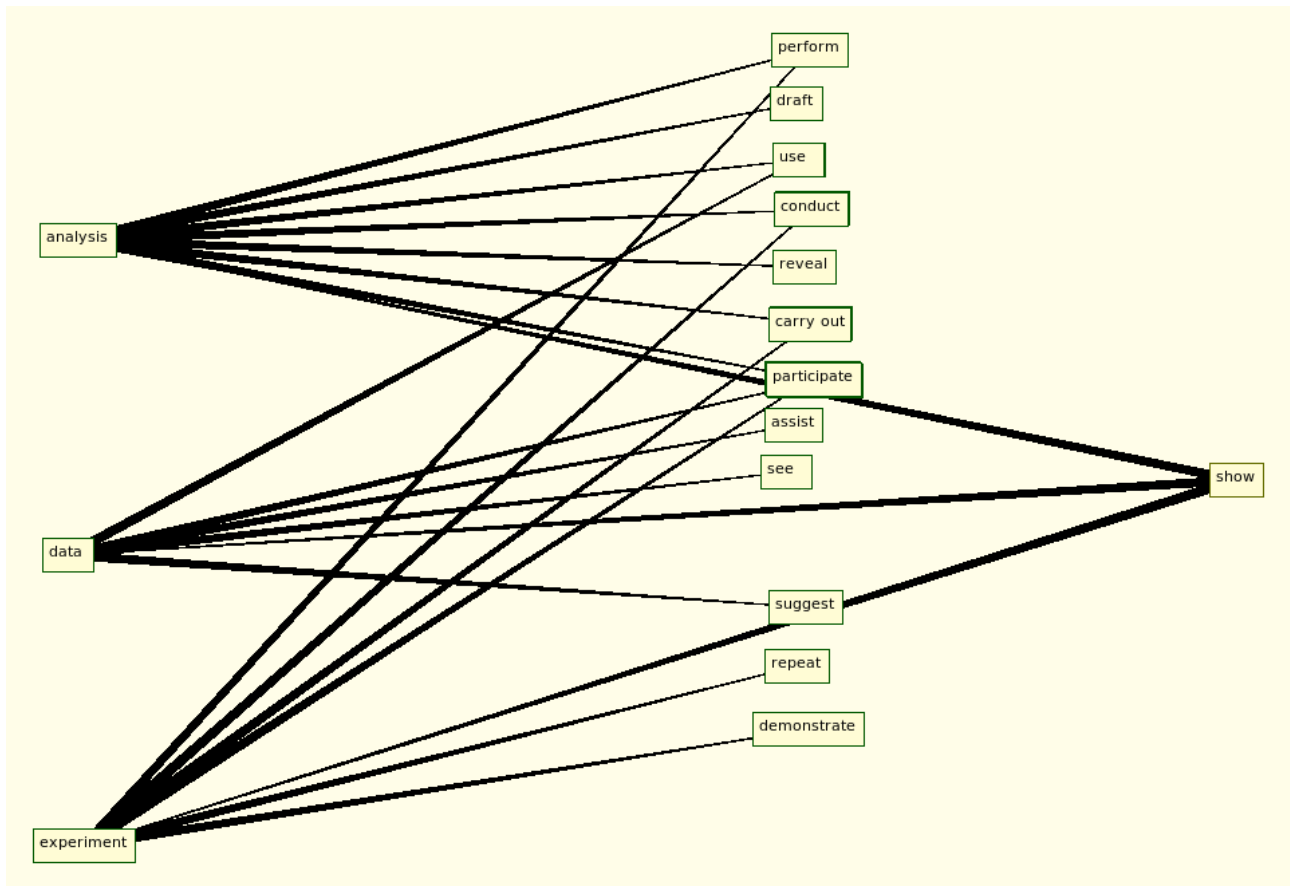 perform
draft
use
conduct
analysis
reveal
carry out
participate
assist
see
show
data
suggest
repeat
demonstrate
experiment